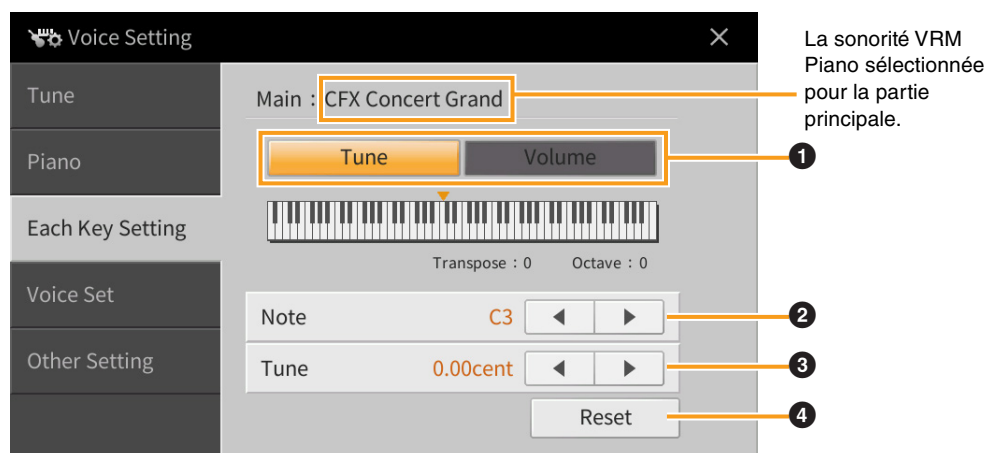 Voice Setting
La sonorité VRM
Piano sélectionnée
pour la partie
principale.
Tune
Piano
Each Key Setting
Voice Set
Other Setting
Main : CFX Concert Grand
Tune Volume
1
Transpose : 0 Octave : 0
Note C3
2
Tune 0.00cent
3
Reset
4